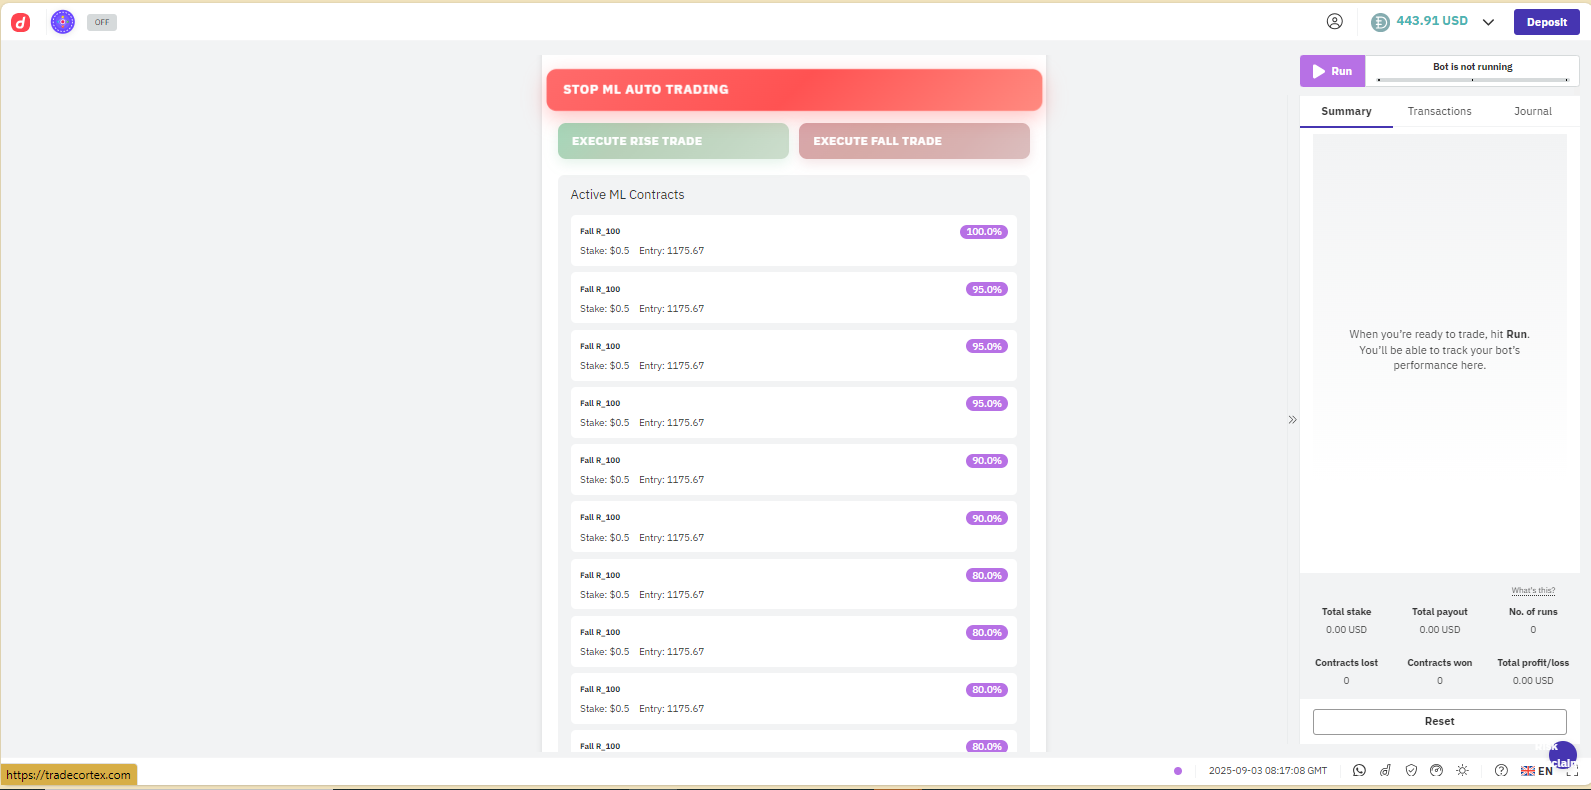 OFF
443.91 USD
Deposit
STOP ML AUTO TRADING
EXECUTE RISE TRADE
EXECUTE FALL TRADE
Active ML Contracts
Fall R_100
100.0%
Stake: $0.5 Entry: 1175.67
Fall R_100
95.0%
Stake: $0.5 Entry: 1175.67
Fall R_100
95.0%
Stake: $0.5 Entry: 1175.67
Fall R_100
95.0%
Stake: $0.5 Entry: 1175.67
Fall R_100
90.0%
Stake: $0.5 Entry: 1175.67
Fall R_100
90.0%
Stake: $0.5 Entry: 1175.67
Fall R_100
80.0%
Stake: $0.5 Entry: 1175.67
Fall R_100
80.0%
Stake: $0.5 Entry: 1175.67
Fall R_100
80.0%
Stake: $0.5 Entry: 1175.67
Fall R_100
80.0%
Run
Bot is not running
Summary
Transactions
Journal
When you're ready to trade, hit Run.
You'll be able to track your bot's
performance here.
What's this?
Total stake
Total payout
No. of runs
0.00 USD
0.00 USD
0
Contracts lost
Contracts won
Total profit/loss
0
0
0.00 USD
Reset
https://tradecortex.com
2025-09-03 08:17:08 GMT
EN